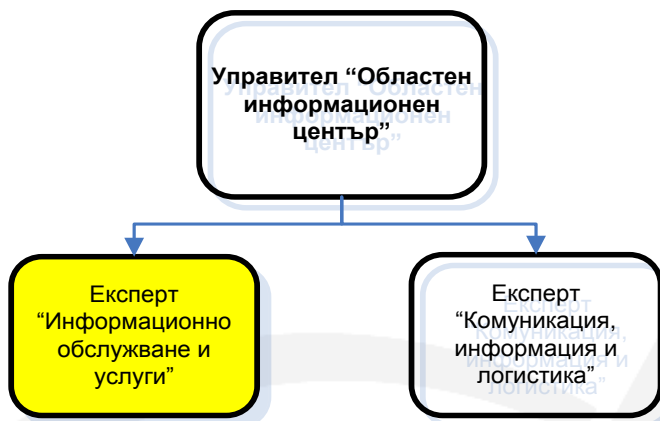 Управител “Областен
информационен
център”
Експерт
“Информационно
обслужване и
услуги”
Експерт
“Комуникация,
информация и
логистика”